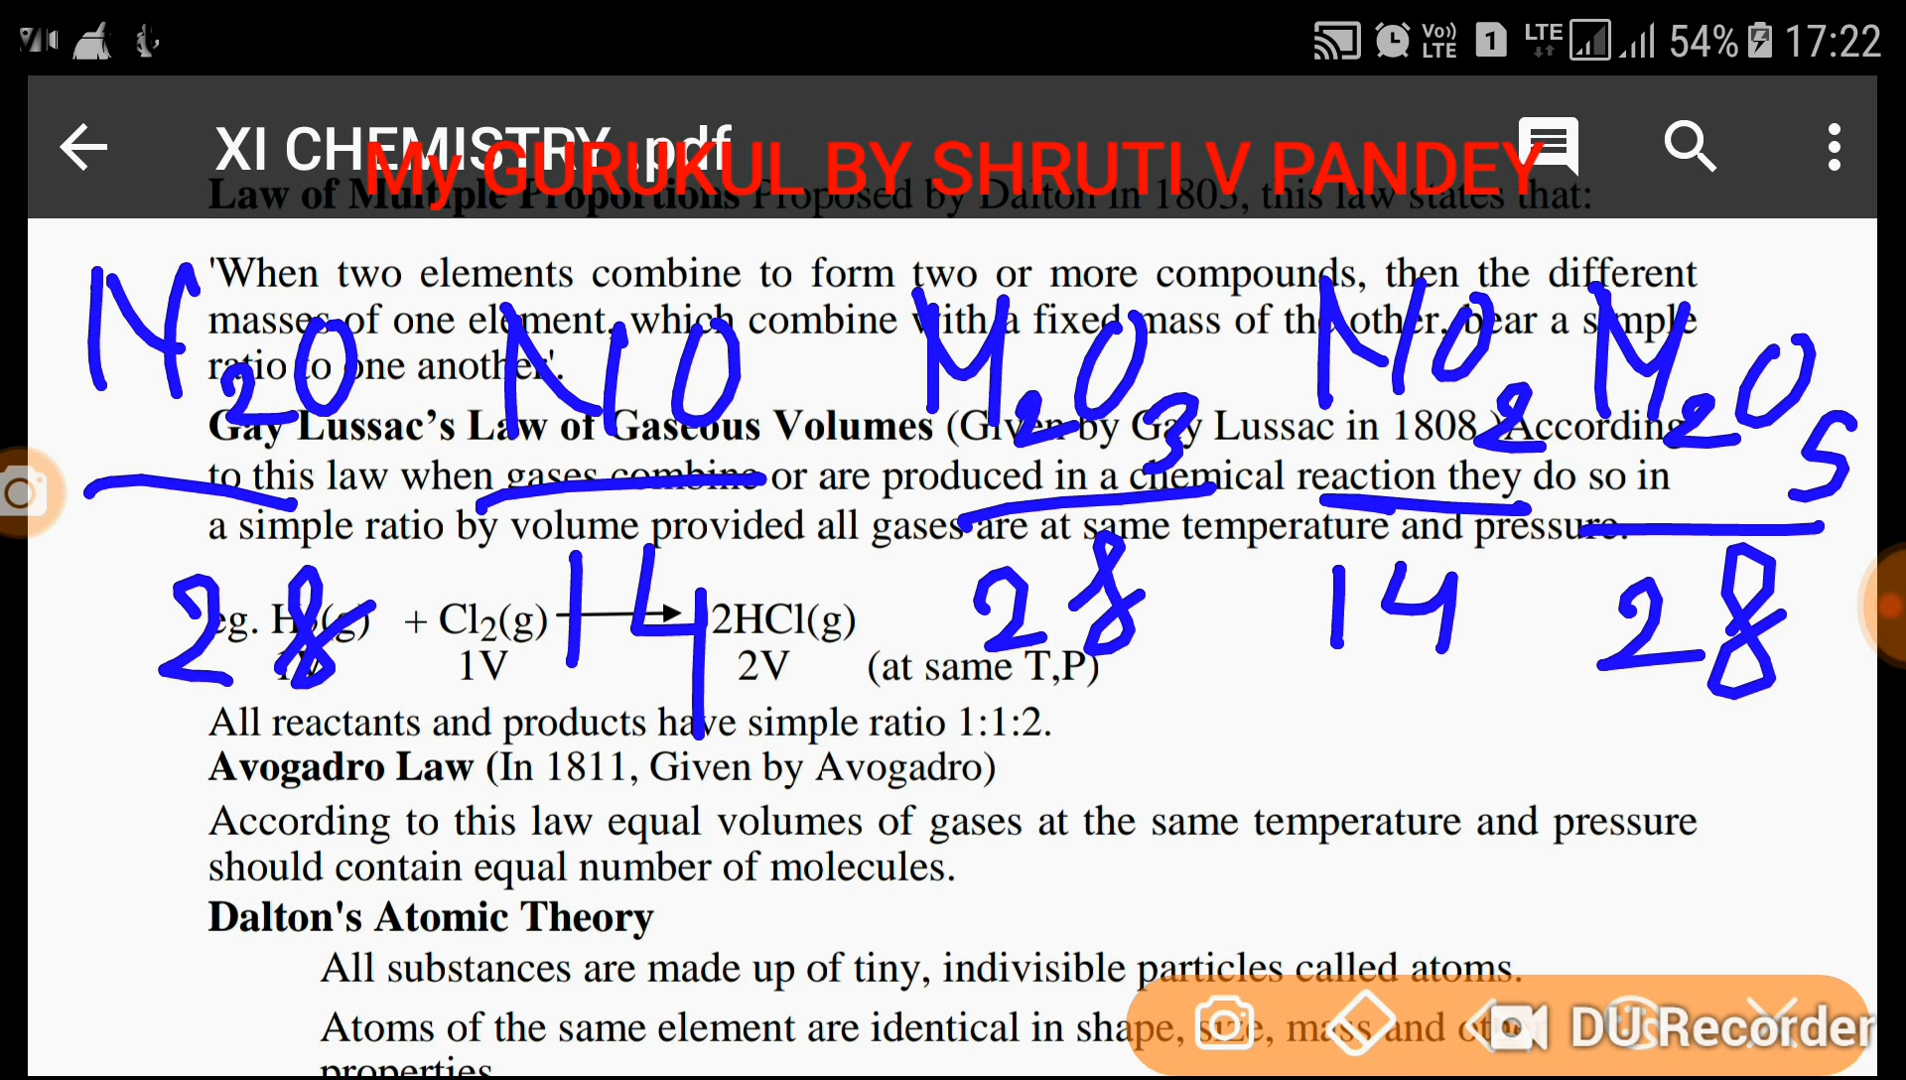 Vo)) LTE 1 LTE 54% 17:22
XI CHEMISTRY .pdf
My GURUKUL BY SHRUTI V PANDEY
Law of Multiple Proportions Proposed by Dalton in 1803, this law states that:
'When two elements combine to form two or more compounds, then the different
masses of one element, which combine with a fixed mass of the other, bear a simple
ratio to one another'.
N2O NO N2O3 NO2 N2O5
Gay Lussac's Law of Gaseous Volumes (Given by Gay Lussac in 1808.) According
to this law when gases combine or are produced in a chemical reaction they do so in
a simple ratio by volume provided all gases are at same temperature and pressure.
28 14 28 14 28
eg. H2(g) + Cl2(g) → 2HCl(g)
1V 1V 2V (at same T,P)
All reactants and products have simple ratio 1:1:2.
Avogadro Law (In 1811, Given by Avogadro)
According to this law equal volumes of gases at the same temperature and pressure
should contain equal number of molecules.
Dalton's Atomic Theory
All substances are made up of tiny, indivisible particles called atoms.
Atoms of the same element are identical in shape, size, mass and other
DU Recorder
properties